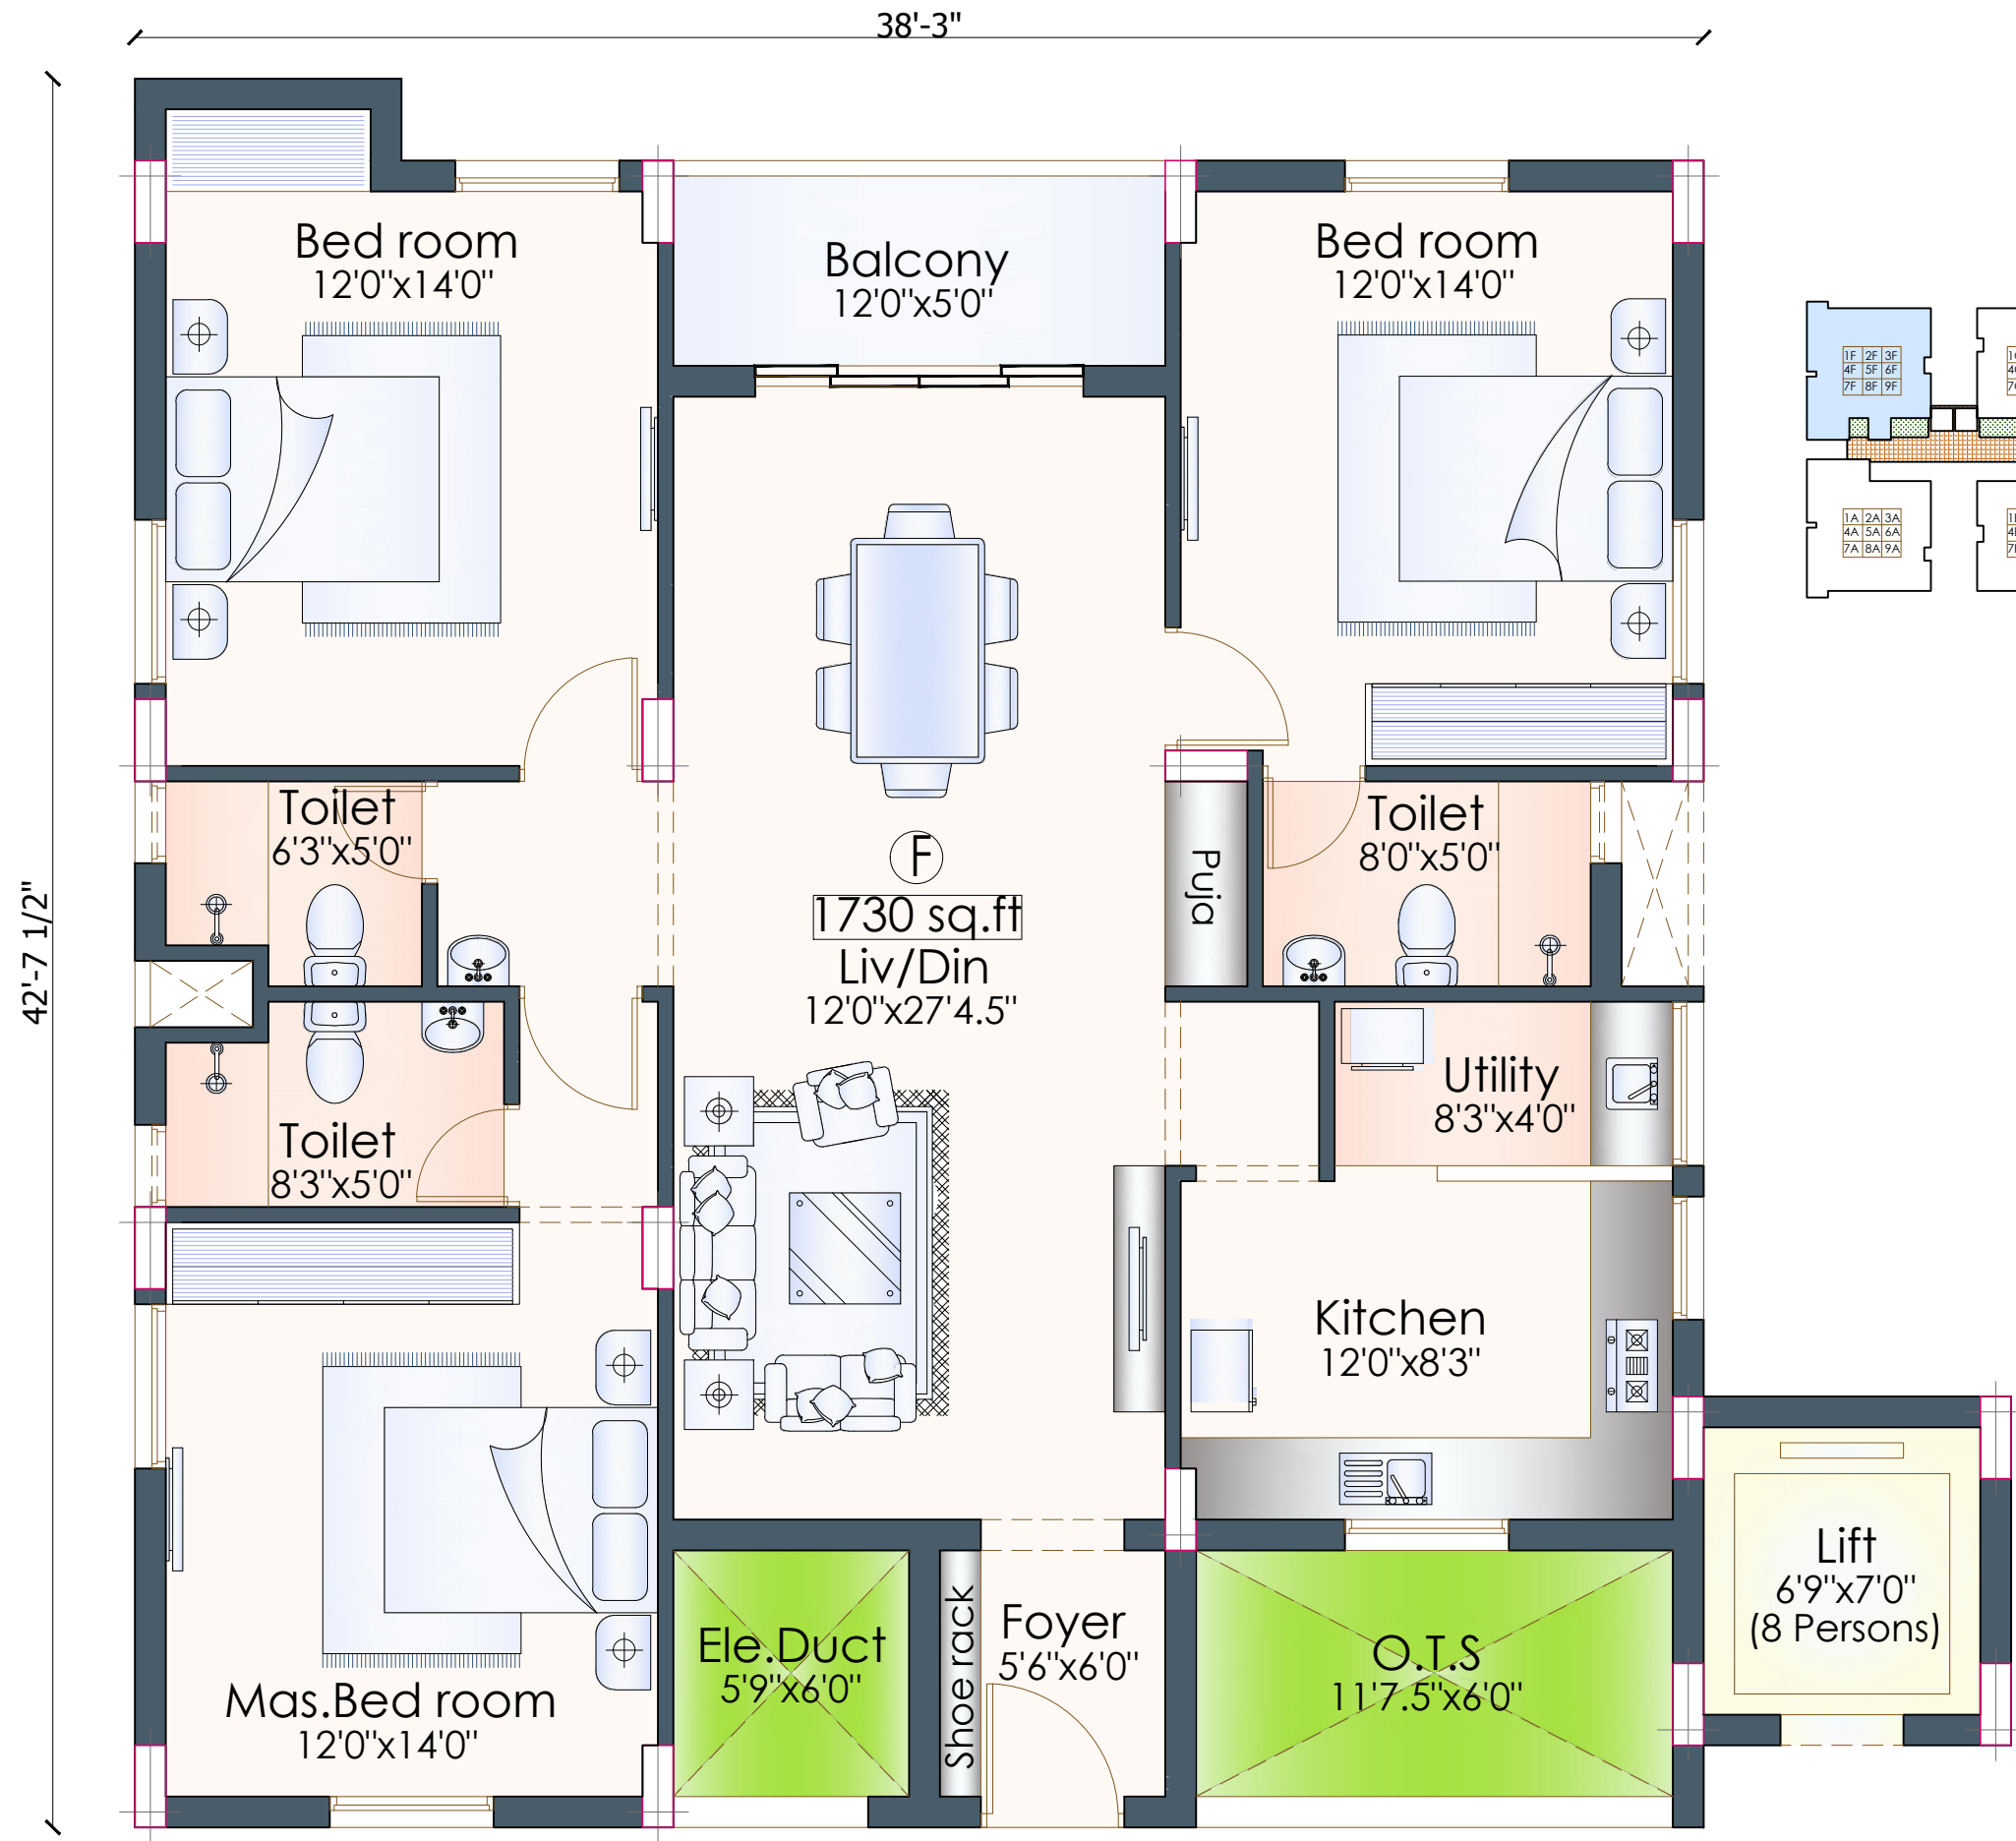 38'-3"
42'-7 1/2"
Bed room
12'0"x14'0"
Balcony
12'0"x5'0"
Bed room
12'0"x14'0"
1F 2F 3F
4F 5F 6F
7F 8F 9F
1A 2A 3A
4A 5A 6A
7A 8A 9A
Toilet
6'3"x5'0"
F
1730 sq.ft
Liv/Din
12'0"x27'4.5"
Puja
Toilet
8'0"x5'0"
Toilet
8'3"x5'0"
Utility
8'3"x4'0"
Kitchen
12'0"x8'3"
Mas.Bed room
12'0"x14'0"
Ele.Duct
5'9"x6'0"
Shoe rack
Foyer
5'6"x6'0"
O.T.S
11'7.5"x6'0"
Lift
6'9"x7'0"
(8 Persons)